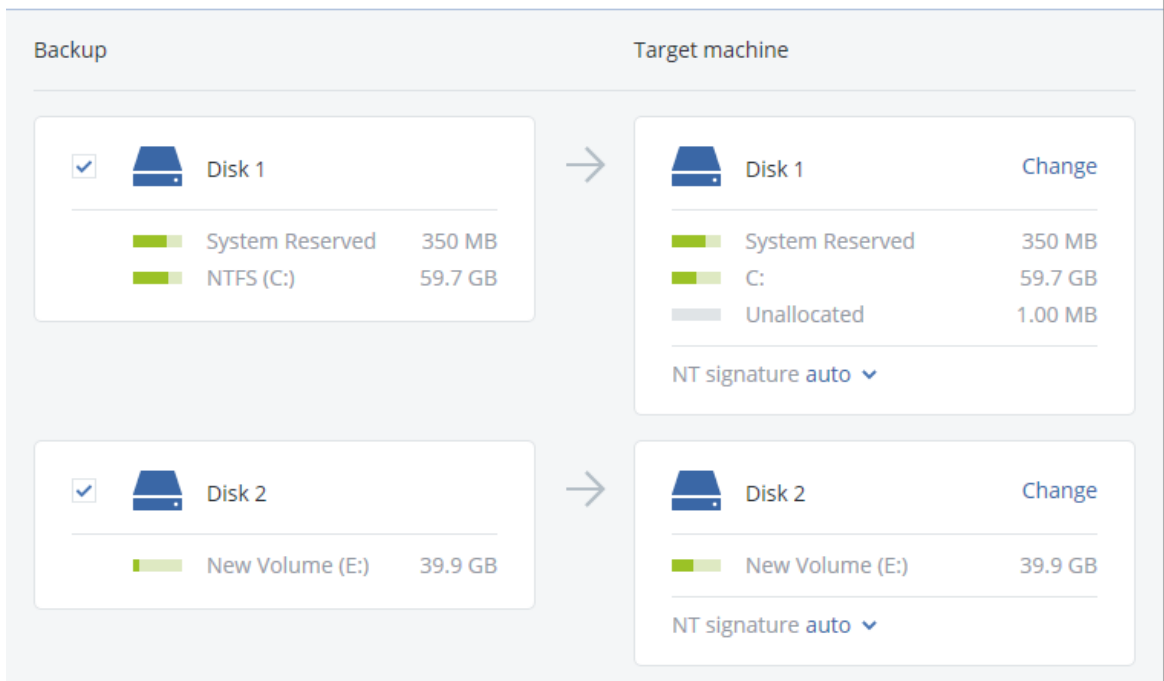 Backup
Target machine
Disk 1
System Reserved 350 MB
NTFS (C:) 59.7 GB
Disk 1 Change
System Reserved 350 MB
C: 59.7 GB
Unallocated 1.00 MB
NT signature auto
Disk 2
New Volume (E:) 39.9 GB
Disk 2 Change
New Volume (E:) 39.9 GB
NT signature auto